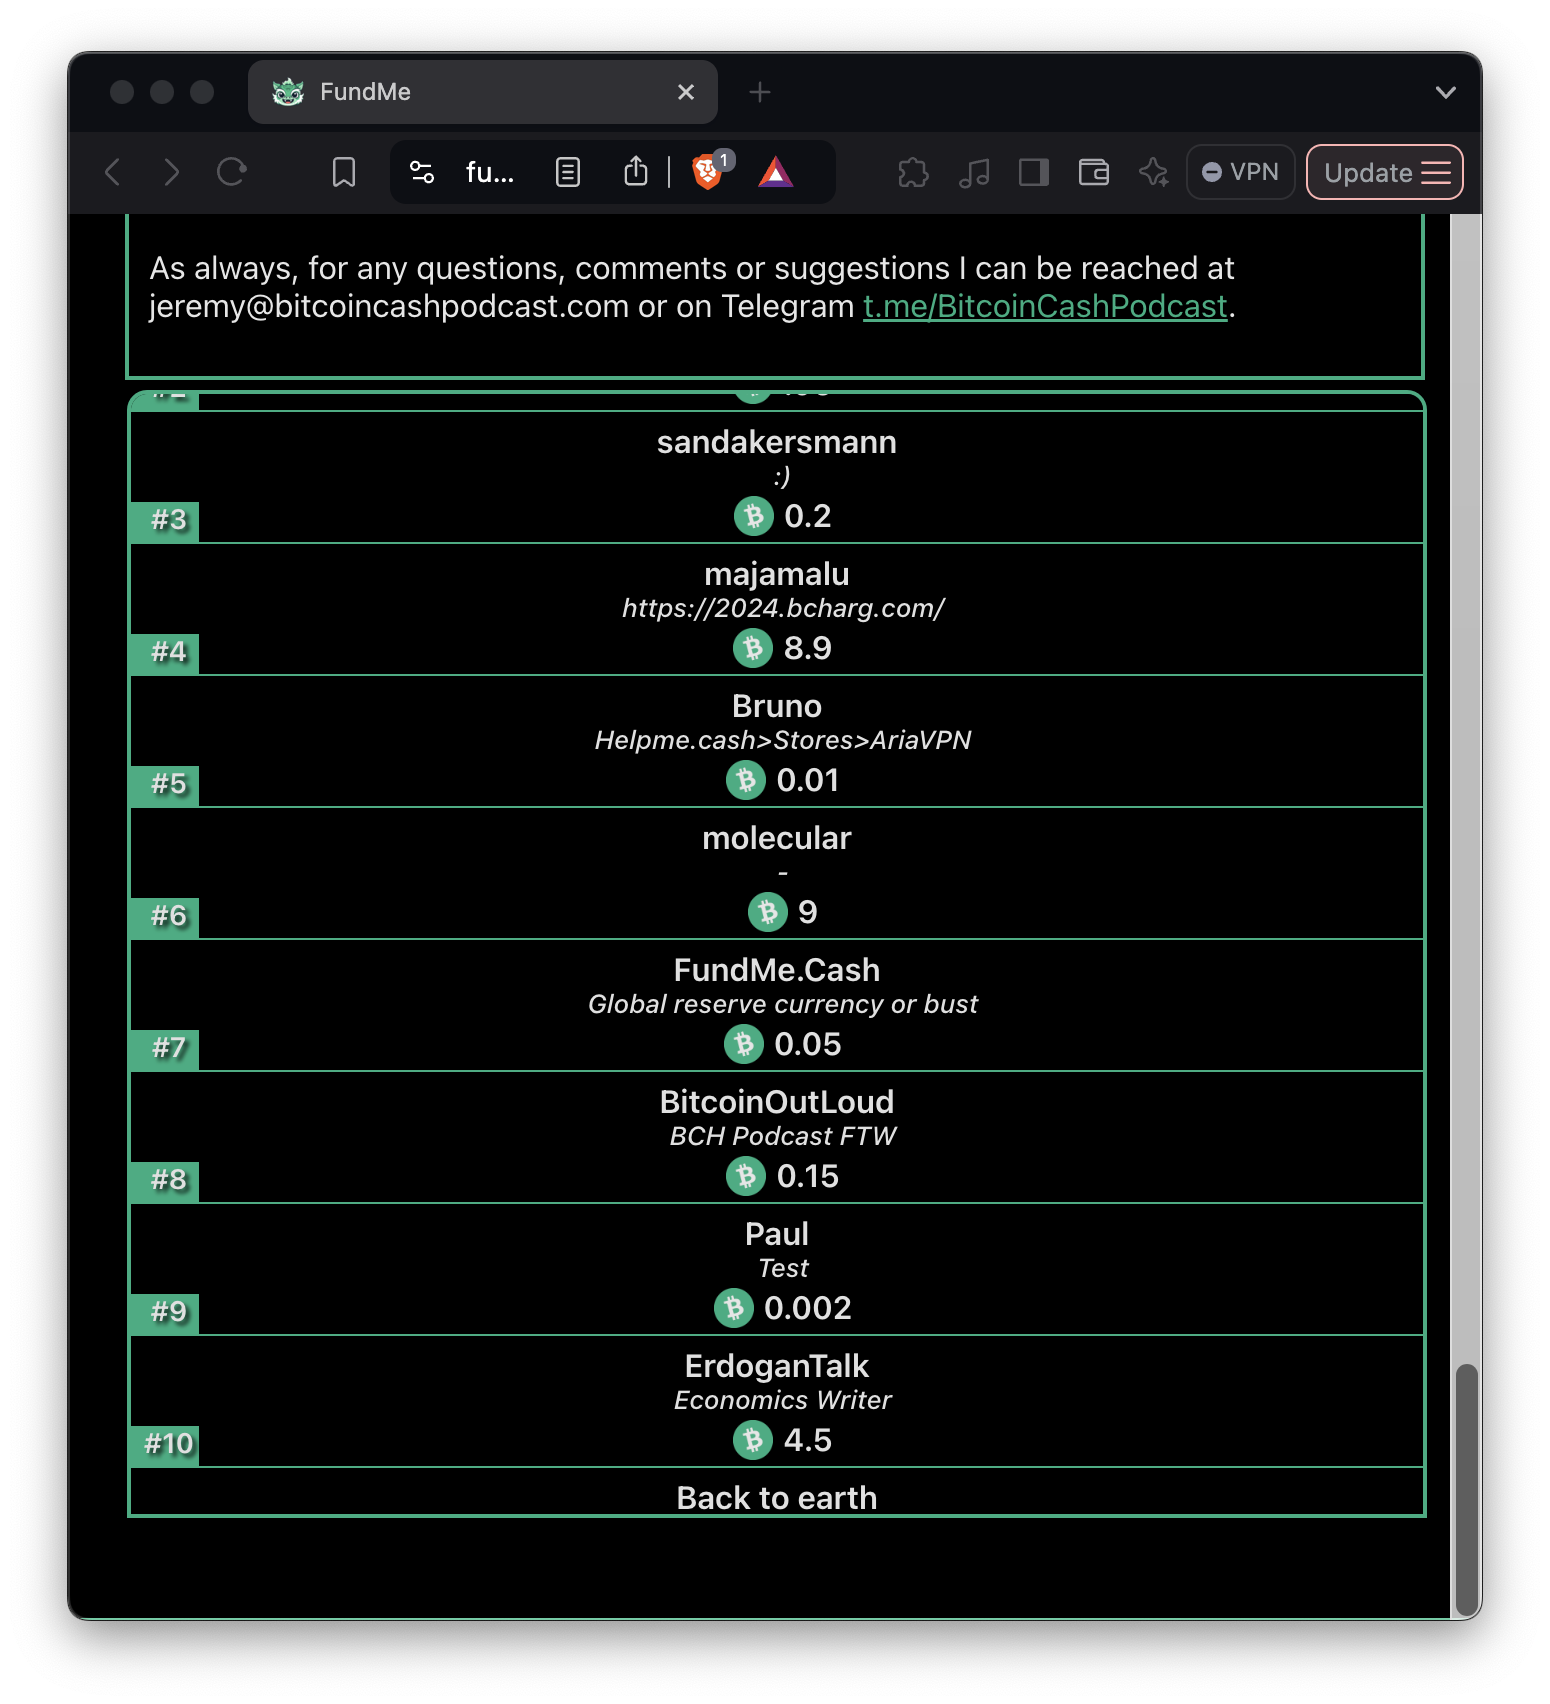 FundMe
fu...
1
VPN
Update
As always, for any questions, comments or suggestions I can be reached at
jeremy@bitcoincashpodcast.com or on Telegram t.me/BitcoinCashPodcast.
sandakersmann
:)
#3
0.2
majamalu
https://2024.bcharg.com/
#4
8.9
Bruno
Helpme.cash>Stores>AriaVPN
#5
0.01
molecular
-
#6
9
FundMe.Cash
Global reserve currency or bust
#7
0.05
BitcoinOutLoud
BCH Podcast FTW
#8
0.15
Paul
Test
#9
0.002
ErdoganTalk
Economics Writer
#10
4.5
Back to earth